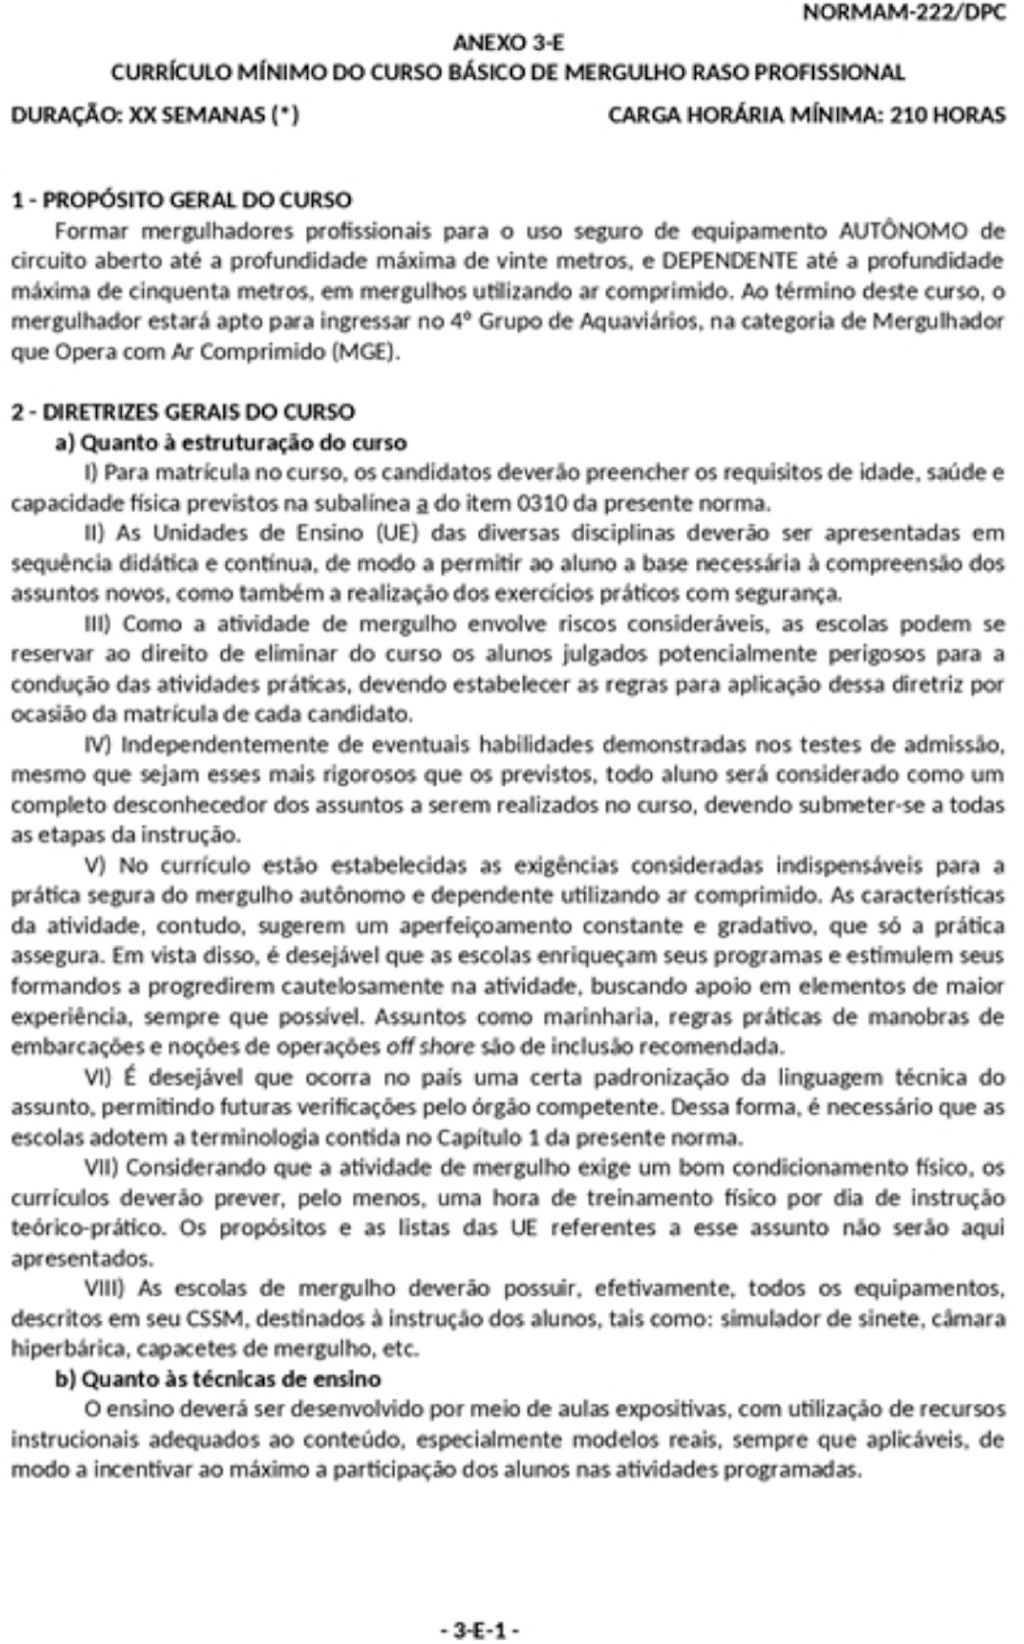 NORMAM-222/DPC
ANEXO 3-E
CURRÍCULO MÍNIMO DO CURSO BÁSICO DE MERGULHO RASO PROFISSIONAL
DURAÇÃO: XX SEMANAS (*) CARGA HORÁRIA MÍNIMA: 210 HORAS
1 - PROPÓSITO GERAL DO CURSO
Formar mergulhadores profissionais para o uso seguro de equipamento AUTÔNOMO de
circuito aberto até a profundidade máxima de vinte metros, e DEPENDENTE até a profundidade
máxima de cinquenta metros, em mergulhos utilizando ar comprimido. Ao término deste curso, o
mergulhador estará apto para ingressar no 4º Grupo de Aquaviários, na categoria de Mergulhador
que Opera com Ar Comprimido (MGE).
2 - DIRETRIZES GERAIS DO CURSO
a) Quanto à estruturação do curso
I) Para matrícula no curso, os candidatos deverão preencher os requisitos de idade, saúde e
capacidade física previstos na subalínea a do item 0310 da presente norma.
II) As Unidades de Ensino (UE) das diversas disciplinas deverão ser apresentadas em
sequência didática e contínua, de modo a permitir ao aluno a base necessária à compreensão dos
assuntos novos, como também a realização dos exercícios práticos com segurança.
III) Como a atividade de mergulho envolve riscos consideráveis, as escolas podem se
reservar ao direito de eliminar do curso os alunos julgados potencialmente perigosos para a
condução das atividades práticas, devendo estabelecer as regras para aplicação dessa diretriz por
ocasião da matrícula de cada candidato.
IV) Independentemente de eventuais habilidades demonstradas nos testes de admissão,
mesmo que sejam esses mais rigorosos que os previstos, todo aluno será considerado como um
completo desconhecedor dos assuntos a serem realizados no curso, devendo submeter-se a todas
as etapas da instrução.
V) No currículo estão estabelecidas as exigências consideradas indispensáveis para a
prática segura do mergulho autônomo e dependente utilizando ar comprimido. As características
da atividade, contudo, sugerem um aperfeiçoamento constante e gradativo, que só a prática
assegura. Em vista disso, é desejável que as escolas enriqueçam seus programas e estimulem seus
formandos a progredirem cautelosamente na atividade, buscando apoio em elementos de maior
experiência, sempre que possível. Assuntos como marinharia, regras práticas de manobras de
embarcações e noções de operações off shore são de inclusão recomendada.
VI) É desejável que ocorra no país uma certa padronização da linguagem técnica do
assunto, permitindo futuras verificações pelo órgão competente. Dessa forma, é necessário que as
escolas adotem a terminologia contida no Capítulo 1 da presente norma.
VII) Considerando que a atividade de mergulho exige um bom condicionamento físico, os
currículos deverão prever, pelo menos, uma hora de treinamento físico por dia de instrução
teórico-prático. Os propósitos e as listas das UE referentes a esse assunto não serão aqui
apresentados.
VIII) As escolas de mergulho deverão possuir, efetivamente, todos os equipamentos,
descritos em seu CSSM, destinados à instrução dos alunos, tais como: simulador de sinete, câmara
hiperbárica, capacetes de mergulho, etc.
b) Quanto às técnicas de ensino
O ensino deverá ser desenvolvido por meio de aulas expositivas, com utilização de recursos
instrucionais adequados ao conteúdo, especialmente modelos reais, sempre que aplicáveis, de
modo a incentivar ao máximo a participação dos alunos nas atividades programadas.
- 3-E-1 -